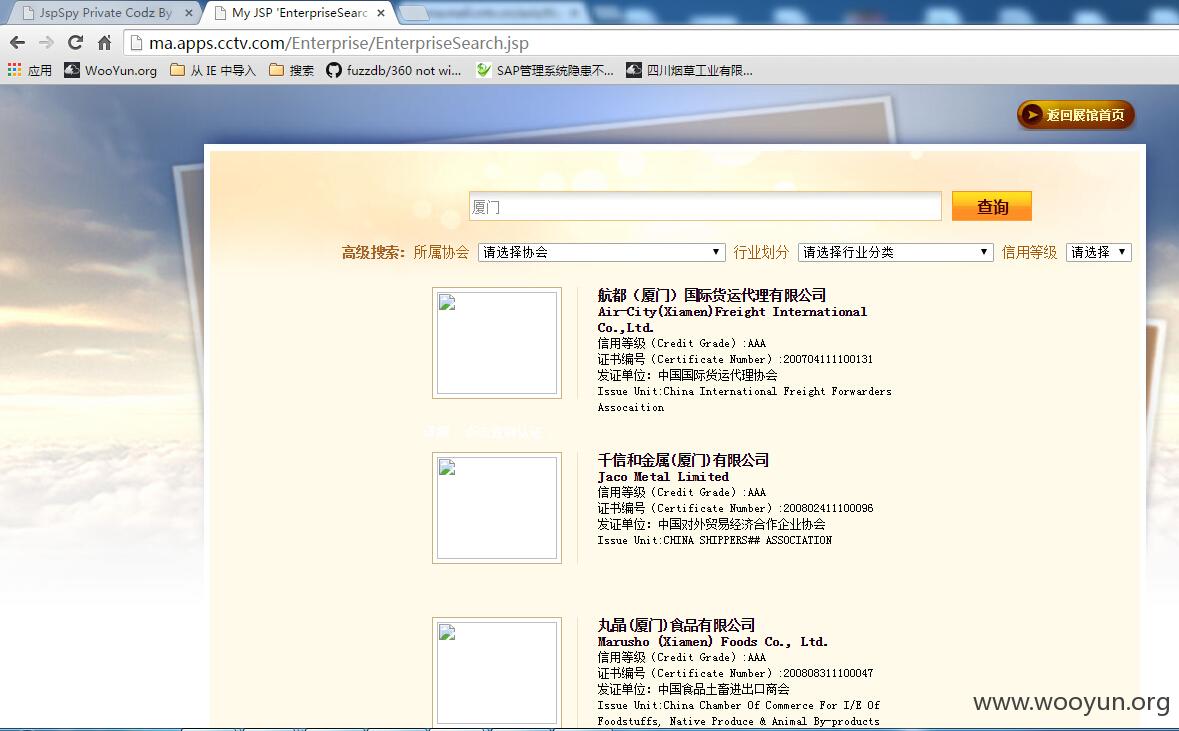 JspSpy Private Codz By
My JSP 'EnterpriseSearc
ma.apps.cctv.com/Enterprise/EnterpriseSearch.jsp
应用 WooYun.org 从 IE 中导入 搜索 fuzzdb/360 not wi... SAP管理系统隐患不... 四川烟草工业有限...
返回展馆首页
厦门 查询
高级搜索: 所属协会 请选择协会 行业划分 请选择行业分类 信用等级 请选择
航都（厦门）国际货运代理有限公司
Air-City(Xiamen)Freight International
Co.,Ltd.
信用等级（Credit Grade）:AAA
证书编号（Certificate Number）:200704111100131
发证单位: 中国国际货运代理协会
Issue Unit:China International Freight Forwarders
Assocaition
千信和金属(厦门)有限公司
Jaco Metal Limited
信用等级（Credit Grade）:AAA
证书编号（Certificate Number）:200802411100096
发证单位: 中国对外贸易经济合作企业协会
Issue Unit:CHINA SHIPPERS## ASSOCIATION
丸晶(厦门)食品有限公司
Marusho (Xiamen) Foods Co., Ltd.
信用等级（Credit Grade）:AAA
证书编号（Certificate Number）:200808311100047
发证单位: 中国食品土畜进出口商会
Issue Unit:China Chamber Of Commerce For I/E Of
Foodstuffs, Native Produce & Animal By-products
www.wooyun.org